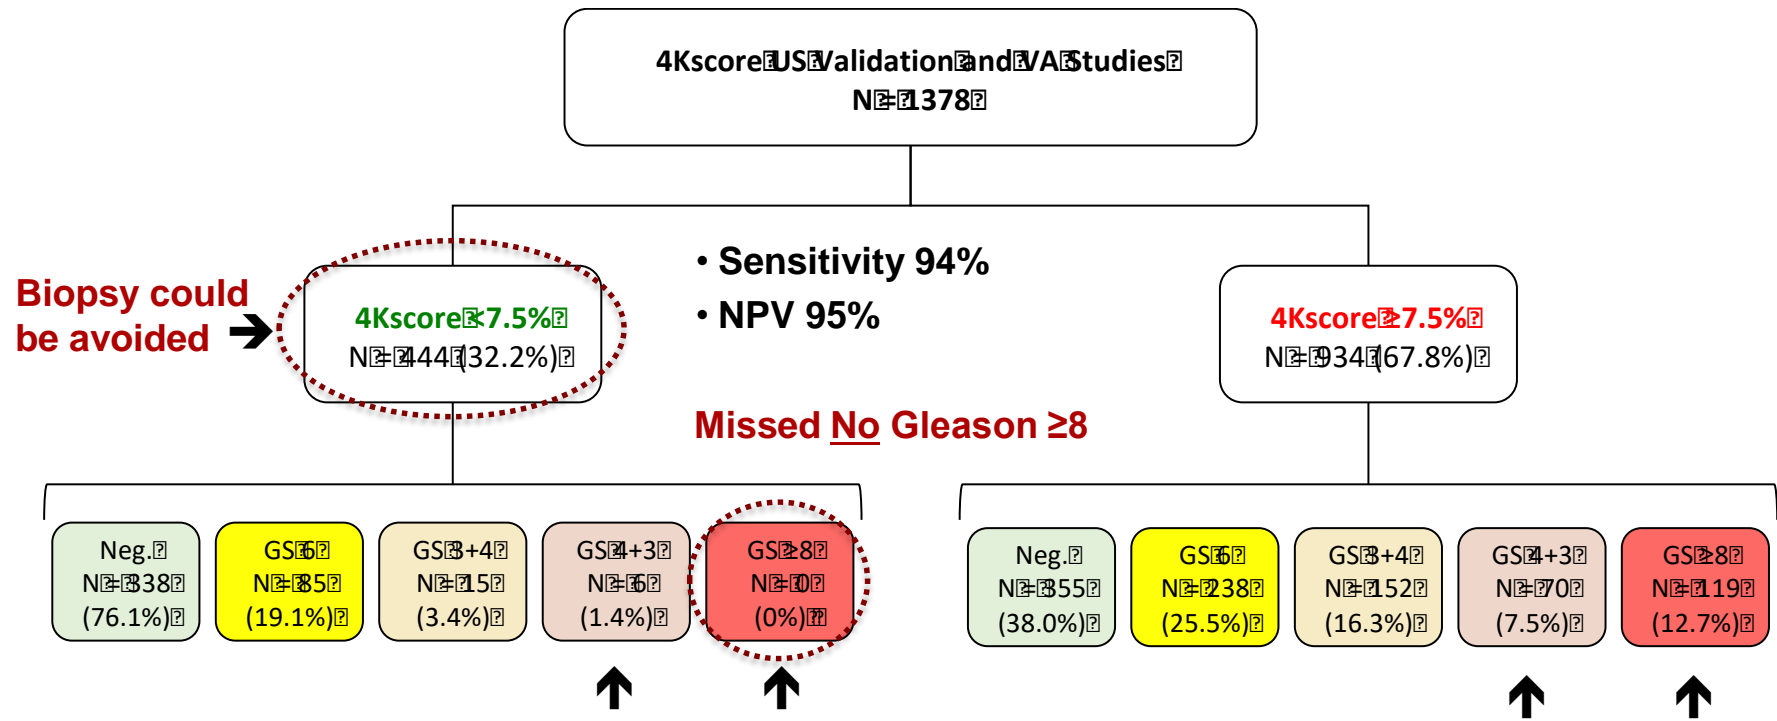 4Kscore US Validation and VA Studies
N = 1378
• Sensitivity 94%
• NPV 95%
Biopsy could
be avoided
4Kscore <7.5%
N = 444 (32.2%)
4Kscore ≥7.5%
N = 934 (67.8%)
Missed No Gleason ≥8
Neg.
N = 338
(76.1%)
GS 6
N = 85
(19.1%)
GS 3+4
N = 15
(3.4%)
GS 4+3
N = 6
(1.4%)
GS ≥8
N = 0
(0%)
Neg.
N = 355
(38.0%)
GS 6
N = 238
(25.5%)
GS 3+4
N = 152
(16.3%)
GS 4+3
N = 70
(7.5%)
GS ≥8
N = 119
(12.7%)